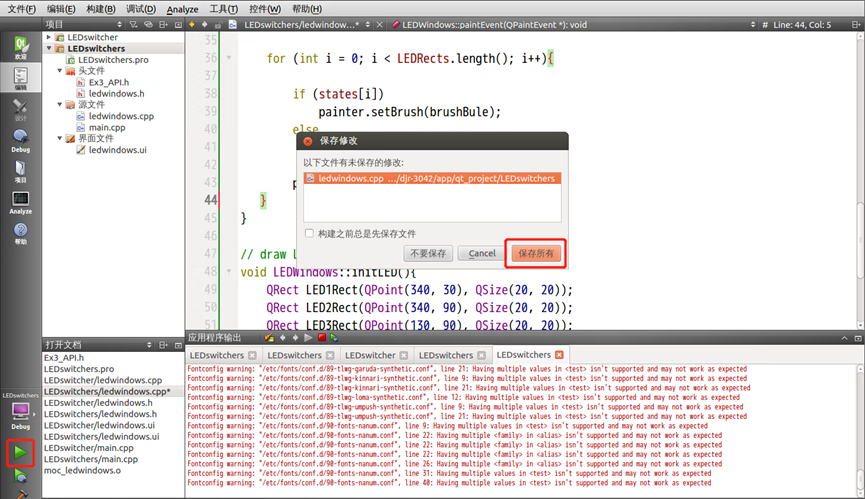 文件(F) 编辑(E) 构建(B) 调试(D) Analyze 工具(T) 控件(W) 帮助(H)
项目
LEDswitchers/ledwindow...*
LEDWindows::paintEvent(QPaintEvent *): void
# Line: 44, Col: 5
欢迎
编辑
设计
Debug
项目
Analyze
帮助
LEDswitchers
Debug
LEDswitcher
LEDswitchers
LEDswitchers.pro
头文件
Ex3_API.h
ledwindows.h
源文件
ledwindows.cpp
main.cpp
界面文件
ledwindows.ui
35
36 for (int i = 0; i < LEDRects.length(); i++){
37
38 if (states[i])
39 painter.setBrush(brushBule);
40 else
41
42
43 p
44 }
45 }
46
47 // draw L
48 void LEDWindows::initLED(){
49 QRect LED1Rect(QPoint(340, 30), QSize(20, 20));
50 QRect LED2Rect(QPoint(340, 90), QSize(20, 20));
51 QRect LED3Rect(QPoint(130, 90), QSize(20, 20));
保存修改
以下文件有未保存的修改:
ledwindows.cpp .../djr-3042/app/qt_project/LEDswitchers
构建之前总是先保存文件
不要保存
Cancel
保存所有
打开文档
Ex3_API.h
LEDswitchers.pro
LEDswitcher/ledwindows.cpp
LEDswitchers/ledwindows.cpp*
LEDswitcher/ledwindows.h
LEDswitchers/ledwindows.h
LEDswitcher/ledwindows.ui
LEDswitchers/ledwindows.ui
LEDswitcher/main.cpp
LEDswitchers/main.cpp
moc_ledwindows.o
应用程序输出
LEDswitchers LEDswitchers LEDswitcher LEDswitchers LEDswitchers
Fontconfig warning: "/etc/fonts/conf.d/89-tlwg-garuda-synthetic.conf", line 21: Having multiple values in <test> isn't supported and may not work as expected
Fontconfig warning: "/etc/fonts/conf.d/89-tlwg-kinnari-synthetic.conf", line 9: Having multiple values in <test> isn't supported and may not work as expected
Fontconfig warning: "/etc/fonts/conf.d/89-tlwg-kinnari-synthetic.conf", line 21: Having multiple values in <test> isn't supported and may not work as expected
Fontconfig warning: "/etc/fonts/conf.d/89-tlwg-loma-synthetic.conf", line 12: Having multiple values in <test> isn't supported and may not work as expected
Fontconfig warning: "/etc/fonts/conf.d/89-tlwg-umpush-synthetic.conf", line 9: Having multiple values in <test> isn't supported and may not work as expected
Fontconfig warning: "/etc/fonts/conf.d/89-tlwg-umpush-synthetic.conf", line 21: Having multiple values in <test> isn't supported and may not work as expected
Fontconfig warning: "/etc/fonts/conf.d/90-fonts-nanum.conf", line 9: Having multiple values in <test> isn't supported and may not work as expected
Fontconfig warning: "/etc/fonts/conf.d/90-fonts-nanum.conf", line 22: Having multiple <family> in <alias> isn't supported and may not work as expected
Fontconfig warning: "/etc/fonts/conf.d/90-fonts-nanum.conf", line 22: Having multiple <family> in <alias> isn't supported and may not work as expected
Fontconfig warning: "/etc/fonts/conf.d/90-fonts-nanum.conf", line 22: Having multiple <family> in <alias> isn't supported and may not work as expected
Fontconfig warning: "/etc/fonts/conf.d/90-fonts-nanum.conf", line 26: Having multiple <family> in <alias> isn't supported and may not work as expected
Fontconfig warning: "/etc/fonts/conf.d/90-fonts-nanum.conf", line 31: Having multiple values in <test> isn't supported and may not work as expected
Fontconfig warning: "/etc/fonts/conf.d/90-fonts-nanum.conf", line 40: Having multiple values in <test> isn't supported and may not work as expected